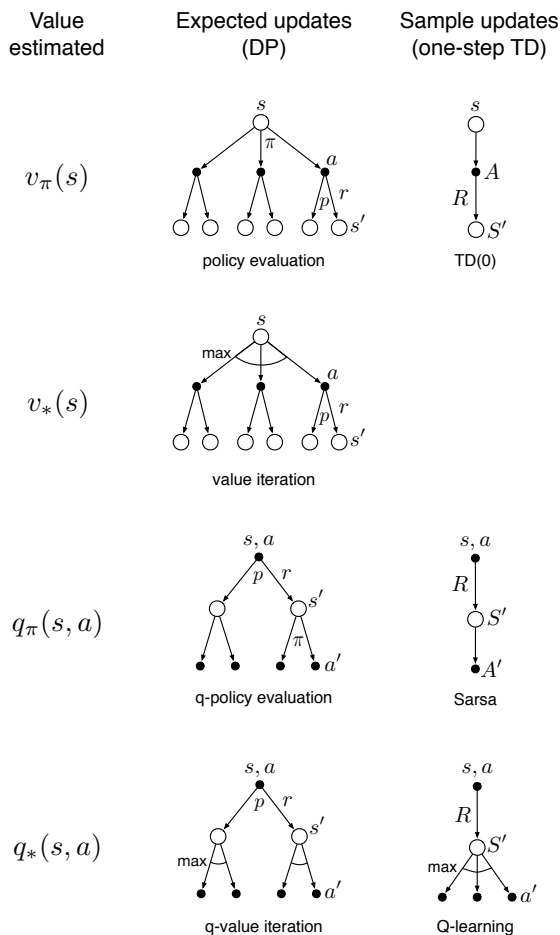 Value estimated
Expected updates (DP)
Sample updates (one-step TD)
v_π(s)
s
π
a
p
r
s′
policy evaluation
s
A
R
S′
TD(0)
v_*(s)
s
max
a
p
r
s′
value iteration
q_π(s, a)
s, a
p
r
s′
π
a′
q-policy evaluation
s, a
R
S′
A′
Sarsa
q_*(s, a)
s, a
p
r
s′
max
a′
q-value iteration
s, a
R
S′
max
a′
Q-learning